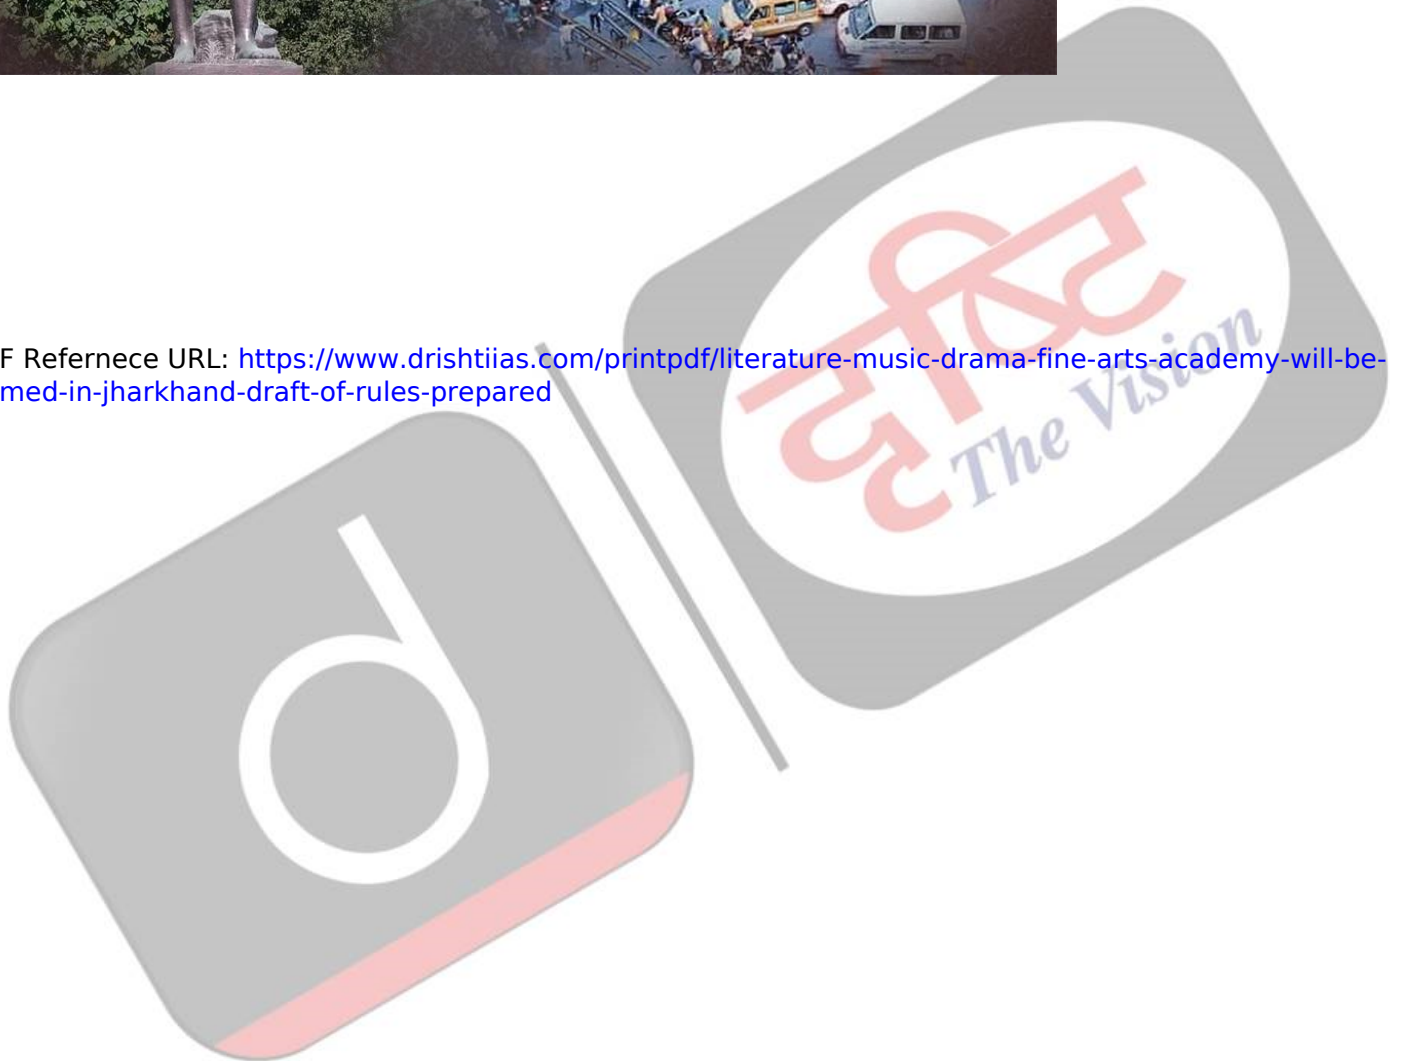 F Refernece URL: https://www.drishtiias.com/printpdf/literature-music-drama-fine-arts-academy-will-be-
med-in-jharkhand-draft-of-rules-prepared
दृष्टि
The Vision
d